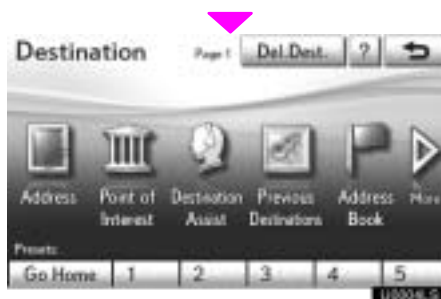 Destination Page 1 Del.Dest. ?
Address Point of Interest Destination Assist Previous Destinations Address Book More
Presets
Go Home 1 2 3 4 5